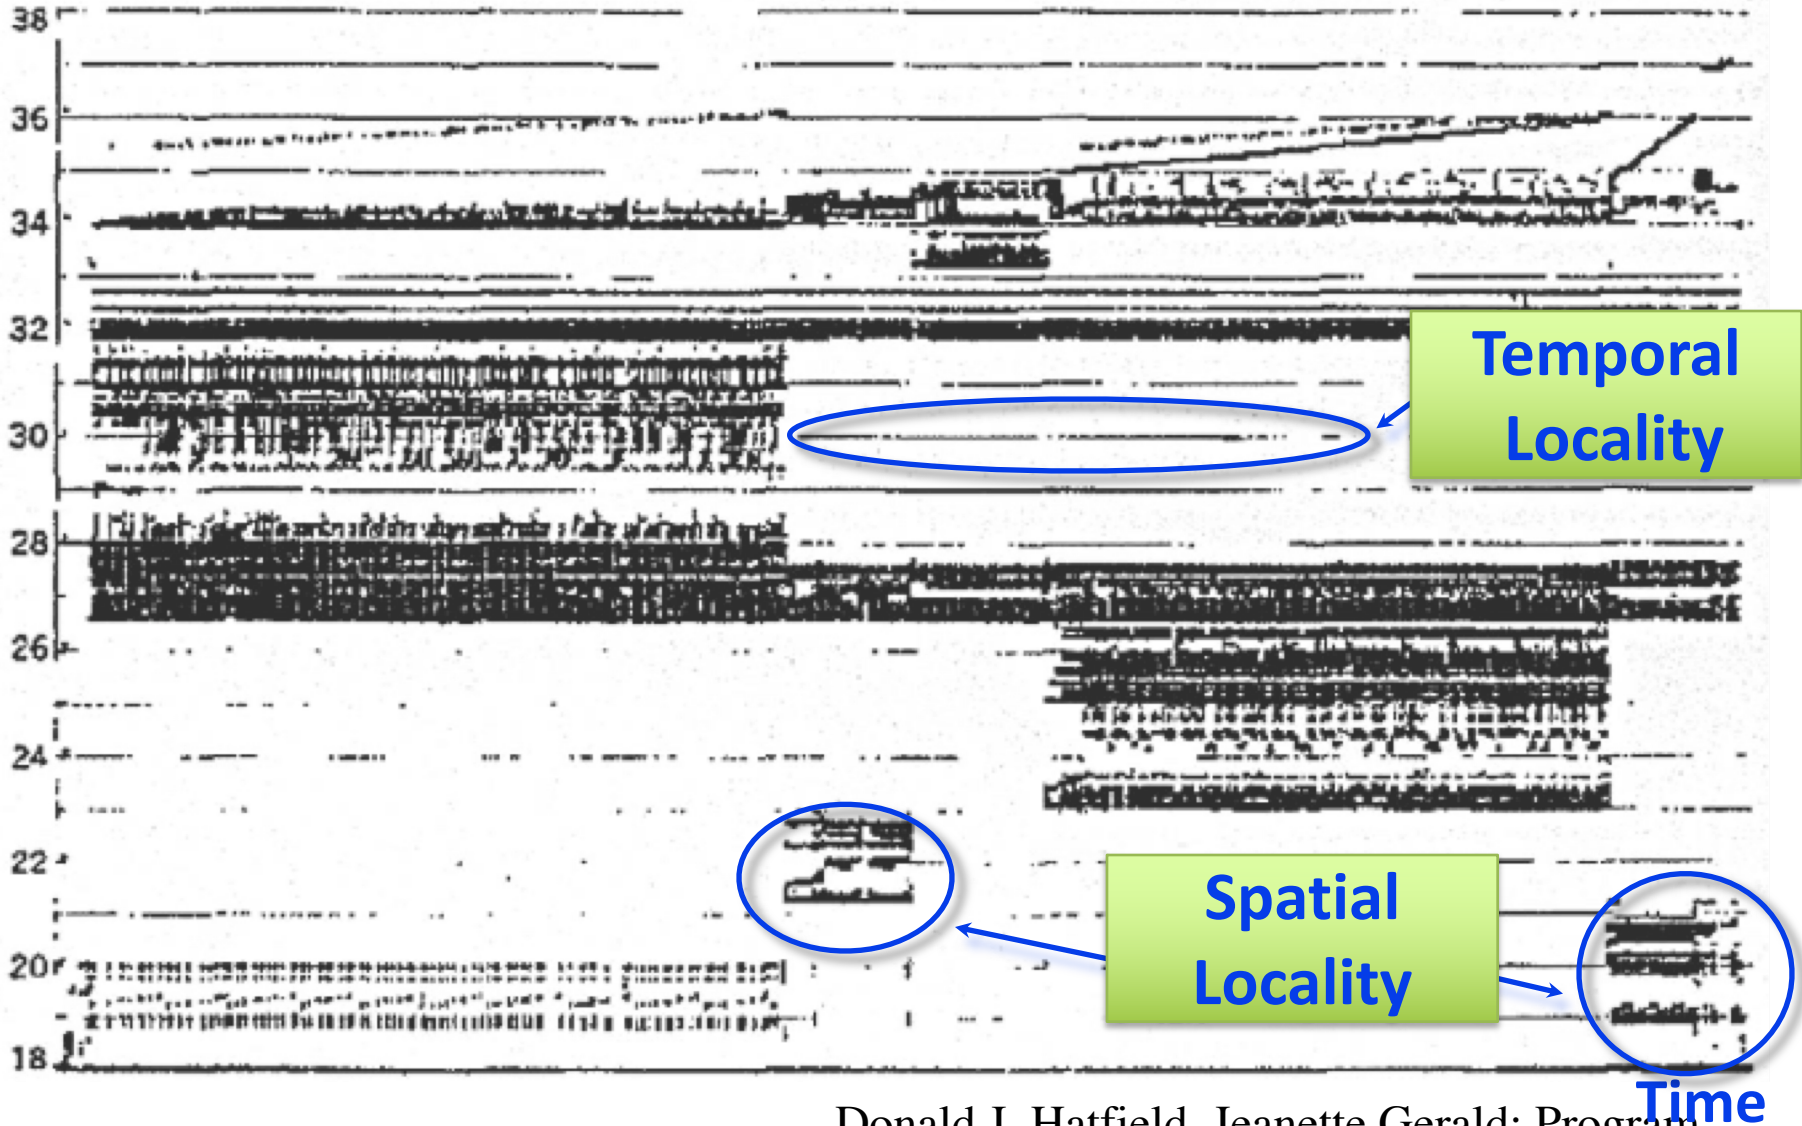 38
36
34
32
Temporal
Locality
30
28
26
24
22
Spatial
Locality
20
18
Time
Donald J. Hatfield, Jeanette Gerald: Program